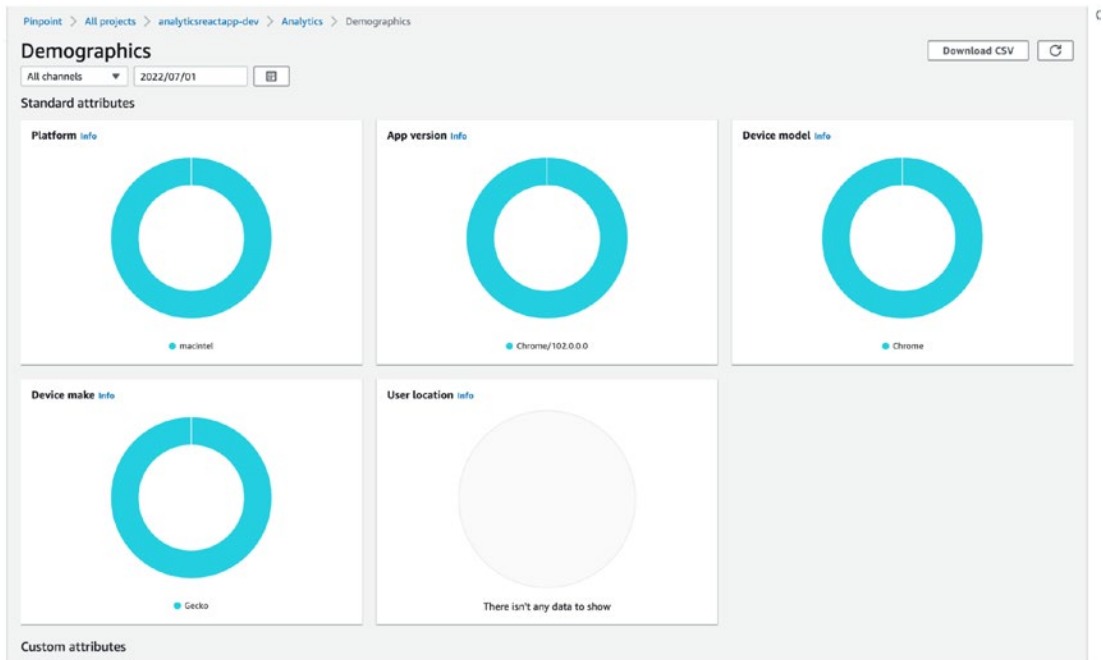 Pinpoint > All projects > analyticsreactapp-dev > Analytics > Demographics
Demographics
Download CSV
All channels 2022/07/01
Standard attributes
Platform Info
App version Info
Device model Info
macintel
Chrome/102.0.0.0
Chrome
Device make Info
User location Info
Gecko
There isn't any data to show
Custom attributes